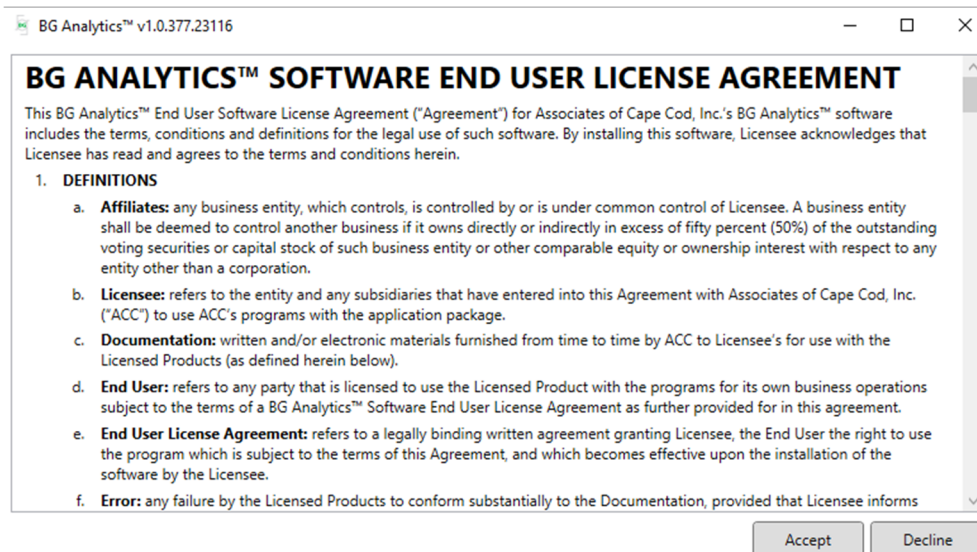 BG Analytics™ v1.0.377.23116
BG ANALYTICS™ SOFTWARE END USER LICENSE AGREEMENT
This BG Analytics™ End User Software License Agreement (“Agreement”) for Associates of Cape Cod, Inc.’s BG Analytics™ software
includes the terms, conditions and definitions for the legal use of such software. By installing this software, Licensee acknowledges that
Licensee has read and agrees to the terms and conditions herein.
1. DEFINITIONS
a. Affiliates: any business entity, which controls, is controlled by or is under common control of Licensee. A business entity
shall be deemed to control another business if it owns directly or indirectly in excess of fifty percent (50%) of the outstanding
voting securities or capital stock of such business entity or other comparable equity or ownership interest with respect to any
entity other than a corporation.
b. Licensee: refers to the entity and any subsidiaries that have entered into this Agreement with Associates of Cape Cod, Inc.
(“ACC”) to use ACC’s programs with the application package.
c. Documentation: written and/or electronic materials furnished from time to time by ACC to Licensee’s for use with the
Licensed Products (as defined herein below).
d. End User: refers to any party that is licensed to use the Licensed Product with the programs for its own business operations
subject to the terms of a BG Analytics™ Software End User License Agreement as further provided for in this agreement.
e. End User License Agreement: refers to a legally binding written agreement granting Licensee, the End User the right to use
the program which is subject to the terms of this Agreement, and which becomes effective upon the installation of the
software by the Licensee.
f. Error: any failure by the Licensed Products to conform substantially to the Documentation, provided that Licensee informs
Accept Decline